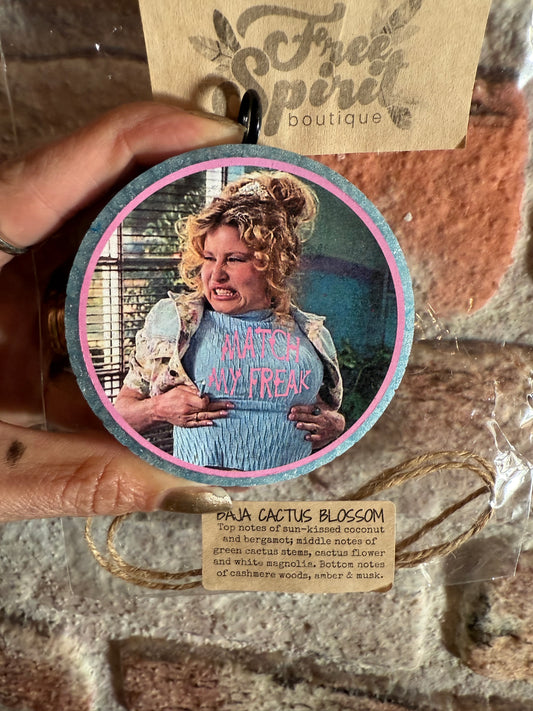 Free
Spirit
boutique
MATCH
MY FREAK
BAJA CACTUS BLOSSOM
Top notes of sun-kissed coconut
and bergamot; middle notes of
green cactus stems, cactus flower
and white magnolia. Bottom notes
of cashmere woods, amber & musk.